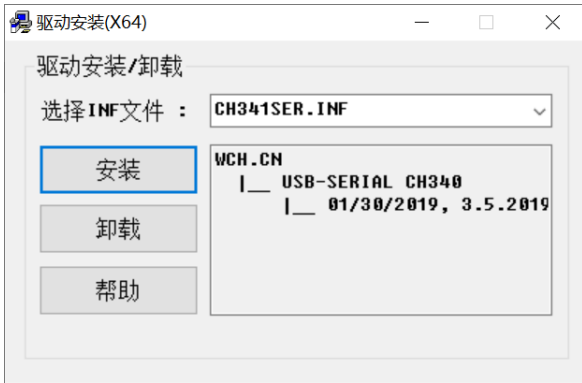 驱动安装(X64)
驱动安装/卸载
选择INF文件 :
CH341SER.INF
安装
卸载
帮助
WCH.CN
|__ USB-SERIAL CH340
|__ 01/30/2019, 3.5.2019